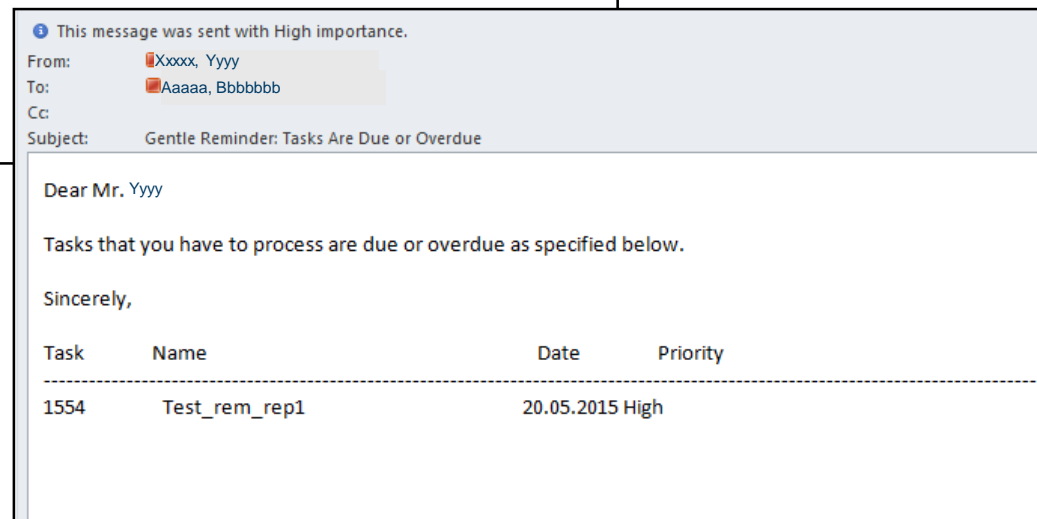 This message was sent with High importance.
From: Xxxxx, Yyyy
To: Aaaaa, Bbbbbbb
Cc:
Subject: Gentle Reminder: Tasks Are Due or Overdue
Dear Mr. Yyyy
Tasks that you have to process are due or overdue as specified below.
Sincerely,
Task Name Date Priority
--------------------------------------------------------------------------------------------------------------------------------
1554 Test_rem_rep1 20.05.2015 High